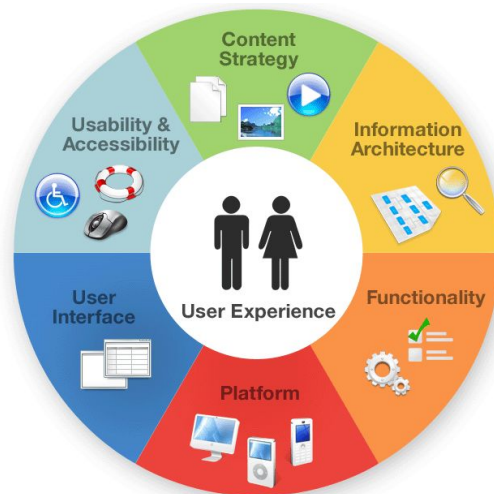 Content
Strategy
Information
Architecture
Functionality
Platform
User
Interface
Usability &
Accessibility
User Experience